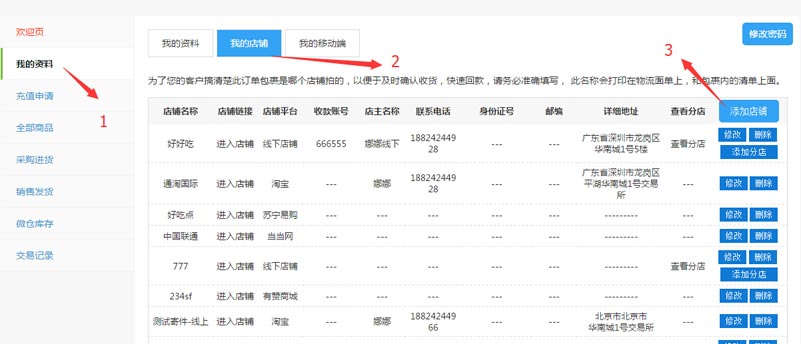 欢迎页
我的资料
充值申请
全部商品
采购进货
销售发货
微仓库存
交易记录
1
我的资料 我的店铺 我的移动端
2
修改密码
3
为了您的客户搞清楚此订单包裹是哪个店铺拍的，以便于及时确认收货，快速回款，请务必准确填写， 此名称会打印在物流面单上，和包裹内的清单上面。
店铺名称 店铺链接 店铺平台 收款账号 店主名称 联系电话 身份证号 邮编 详细地址 查看分店 添加店铺
好好吃 进入店铺 线下店铺 666555 娜娜线下 188242449
28 --- --- 广东省深圳市龙岗区
华南城1号5楼 查看分店 修改 删除
添加分店
通淘国际 进入店铺 淘宝 --- 娜娜 188242449
28 --- --- 广东省深圳市龙岗区
平湖华南城1号交易
所 --- 修改 删除
好吃点 进入店铺 苏宁易购 --- --- --- --- --- --------- --- 修改 删除
中国联通 进入店铺 当当网 --- --- --- --- --- --------- --- 修改 删除
777 进入店铺 线下店铺 --- --- --- --- --- --------- 查看分店 修改 删除
添加分店
234sf 进入店铺 有赞商城 --- --- --- --- --- --------- --- 修改 删除
测试寄件-线上 进入店铺 淘宝 --- 娜娜 188242449
66 --- --- 北京市北京市
华南城1号交易所 --- 修改 删除